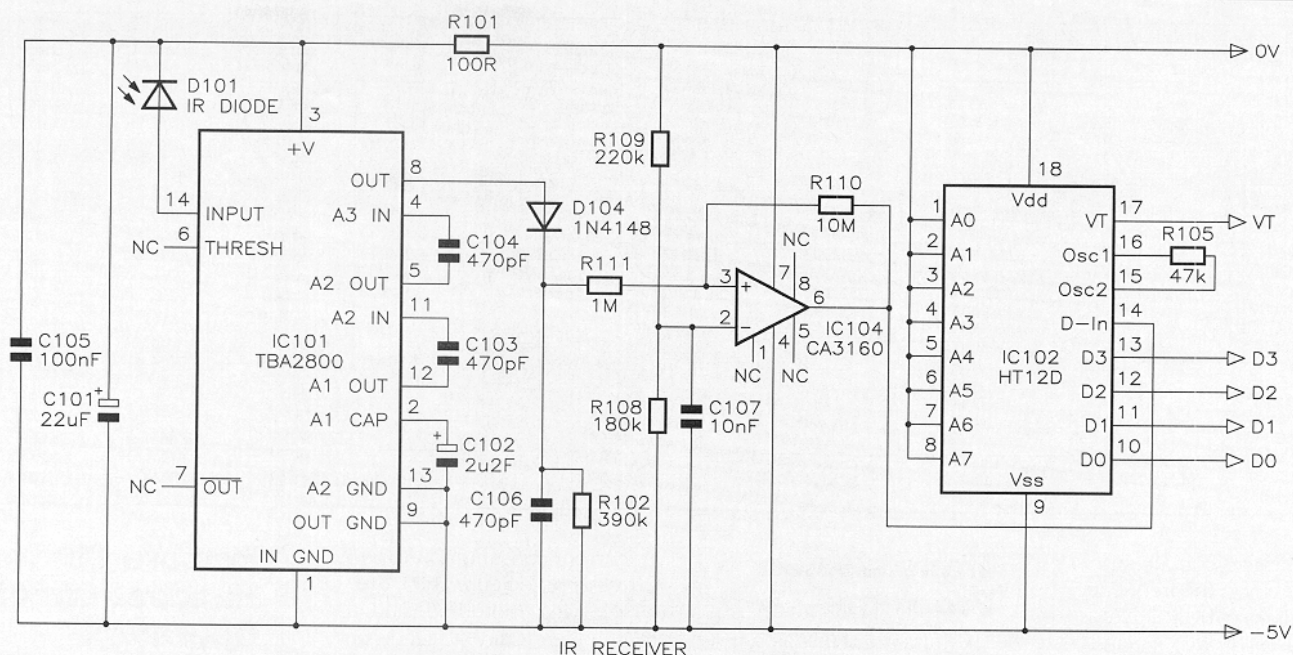 R101
100R
0V
D101
IR DIODE
3
+V
8
OUT
14
INPUT
4
A3 IN
6
NC
THRESH
C104
470pF
5
A2 OUT
11
A2 IN
IC101
TBA2800
C103
470pF
12
A1 OUT
2
A1 CAP
C102
2u2F
+
13
A2 GND
9
OUT GND
7
NC
OUT
IN GND
1
C105
100nF
C101
22uF
+
D104
1N4148
R111
1M
R109
220k
R110
10M
NC
7
8
3
+
2
−
6
IC104
CA3160
4
5
1
NC
NC
R108
180k
C107
10nF
C106
470pF
R102
390k
18
Vdd
1
A0
2
A1
3
A2
4
A3
5
A4
6
A5
7
A6
8
A7
IC102
HT12D
17
VT
VT
16
Osc1
R105
47k
15
Osc2
14
D-In
13
D3
D3
12
D2
D2
11
D1
D1
10
D0
D0
Vss
9
-5V
IR RECEIVER